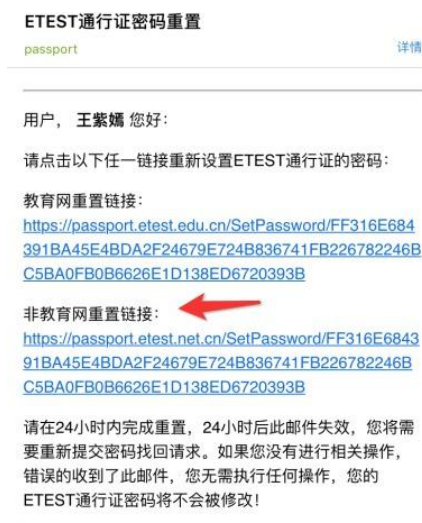 ETEST通行证密码重置
passport
详情
用户， 王紫嫣 您好：
请点击以下任一链接重新设置ETEST通行证的密码：
教育网重置链接：
https://passport.etest.edu.cn/SetPassword/FF316E684
391BA45E4BDA2F24679E724B836741FB226782246B
C5BA0FB0B6626E1D138ED6720393B
非教育网重置链接：
https://passport.etest.net.cn/SetPassword/FF316E6843
91BA45E4BDA2F24679E724B836741FB226782246B
C5BA0FB0B6626E1D138ED6720393B
请在24小时内完成重置，24小时后此邮件失效，您将需
要重新提交密码找回请求。如果您没有进行相关操作，
错误的收到了此邮件，您无需执行任何操作，您的
ETEST通行证密码将不会被修改！